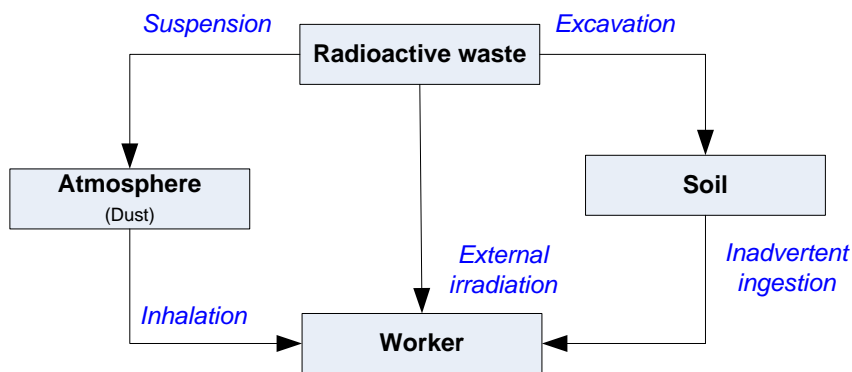 Suspension
Radioactive waste
Excavation
Atmosphere
(Dust)
Soil
External
irradiation
Inadvertent
ingestion
Inhalation
Worker